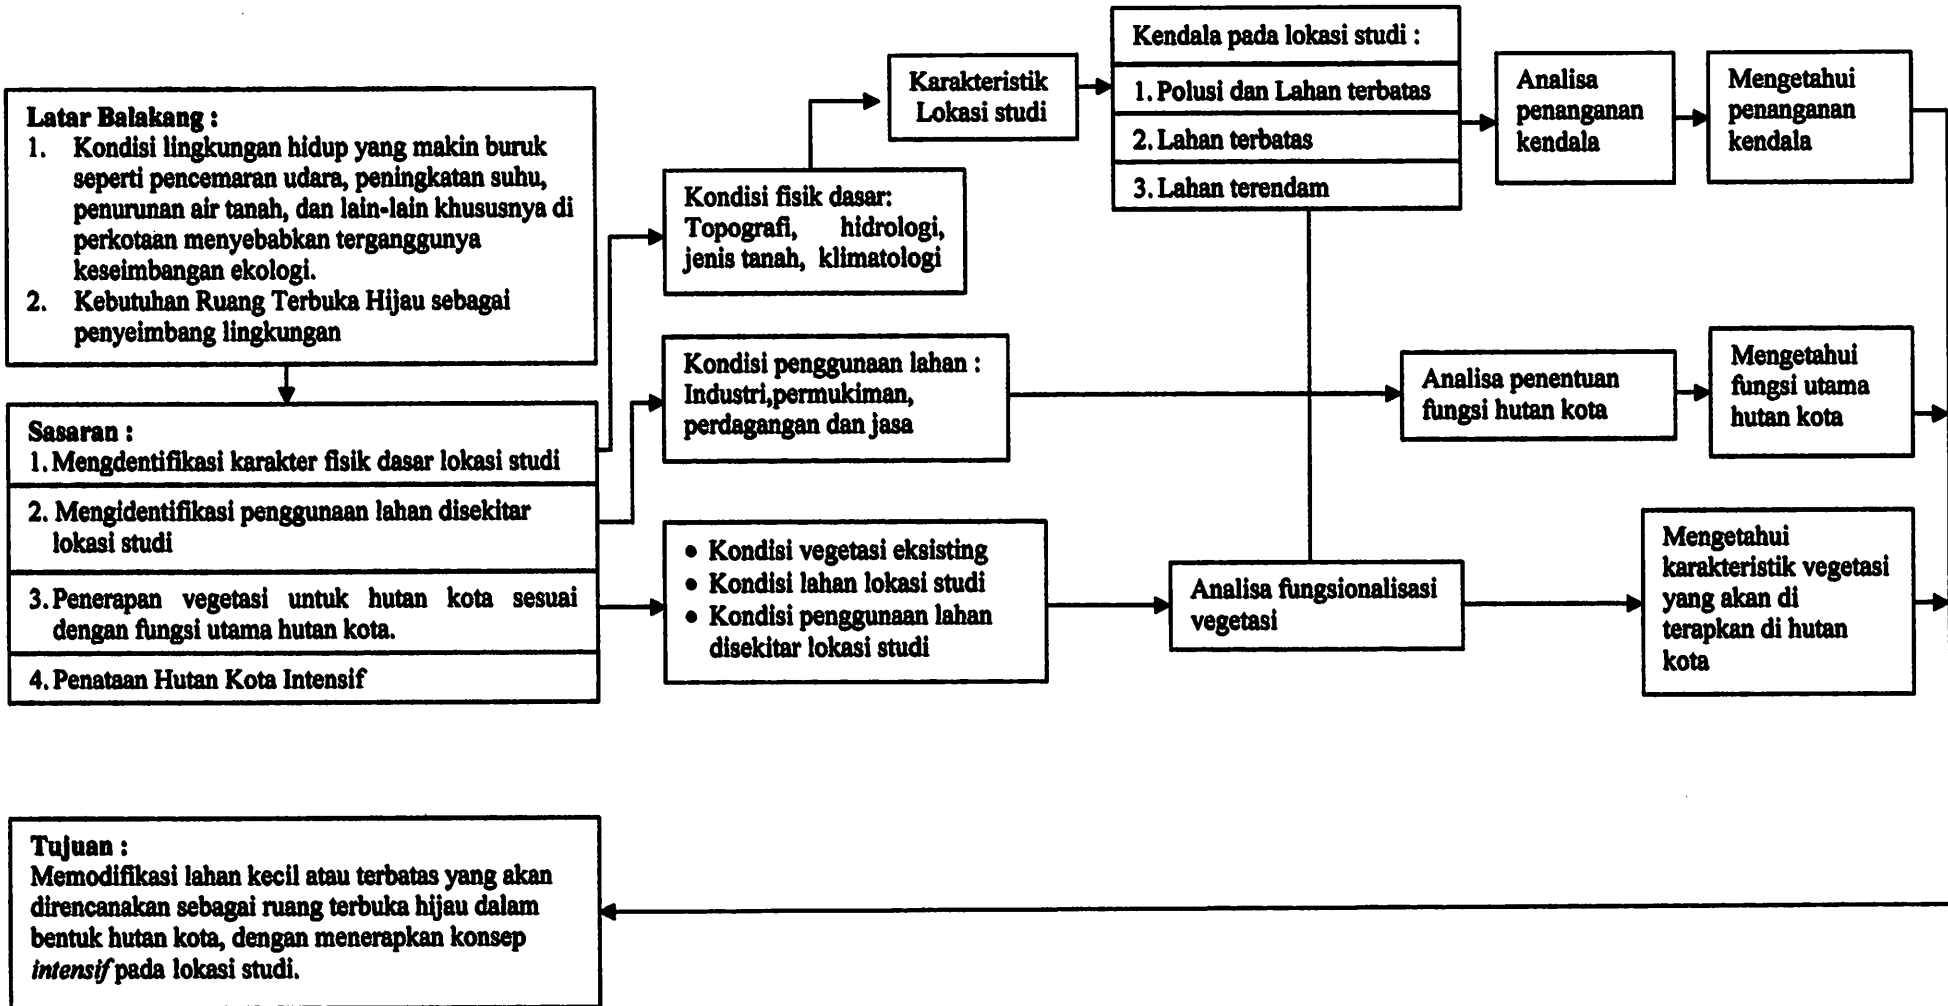 Latar Balakang :
1. Kondisi lingkungan hidup yang makin buruk
seperti pencemaran udara, peningkatan suhu,
penurunan air tanah, dan lain-lain khususnya di
perkotaan menyebabkan terganggunya
keseimbangan ekologi.
2. Kebutuhan Ruang Terbuka Hijau sebagai
penyeimbang lingkungan
Sasaran :
1. Mengdentifikasi karakter fisik dasar lokasi studi
2. Mengidentifikasi penggunaan lahan disekitar
lokasi studi
3. Penerapan vegetasi untuk hutan kota sesuai
dengan fungsi utama hutan kota.
4. Penataan Hutan Kota Intensif
Kondisi fisik dasar:
Topografi, hidrologi,
jenis tanah, klimatologi
Karakteristik
Lokasi studi
Kendala pada lokasi studi :
1. Polusi dan Lahan terbatas
2. Lahan terbatas
3. Lahan terendam
Analisa
penanganan
kendala
Mengetahui
penanganan
kendala
Kondisi penggunaan lahan :
Industri,permukiman,
perdagangan dan jasa
Analisa penentuan
fungsi hutan kota
Mengetahui
fungsi utama
hutan kota
• Kondisi vegetasi eksisting
• Kondisi lahan lokasi studi
• Kondisi penggunaan lahan
disekitar lokasi studi
Analisa fungsionalisasi
vegetasi
Mengetahui
karakteristik vegetasi
yang akan di
terapkan di hutan
kota
Tujuan :
Memodifikasi lahan kecil atau terbatas yang akan
direncanakan sebagai ruang terbuka hijau dalam
bentuk hutan kota, dengan menerapkan konsep
intensif pada lokasi studi.